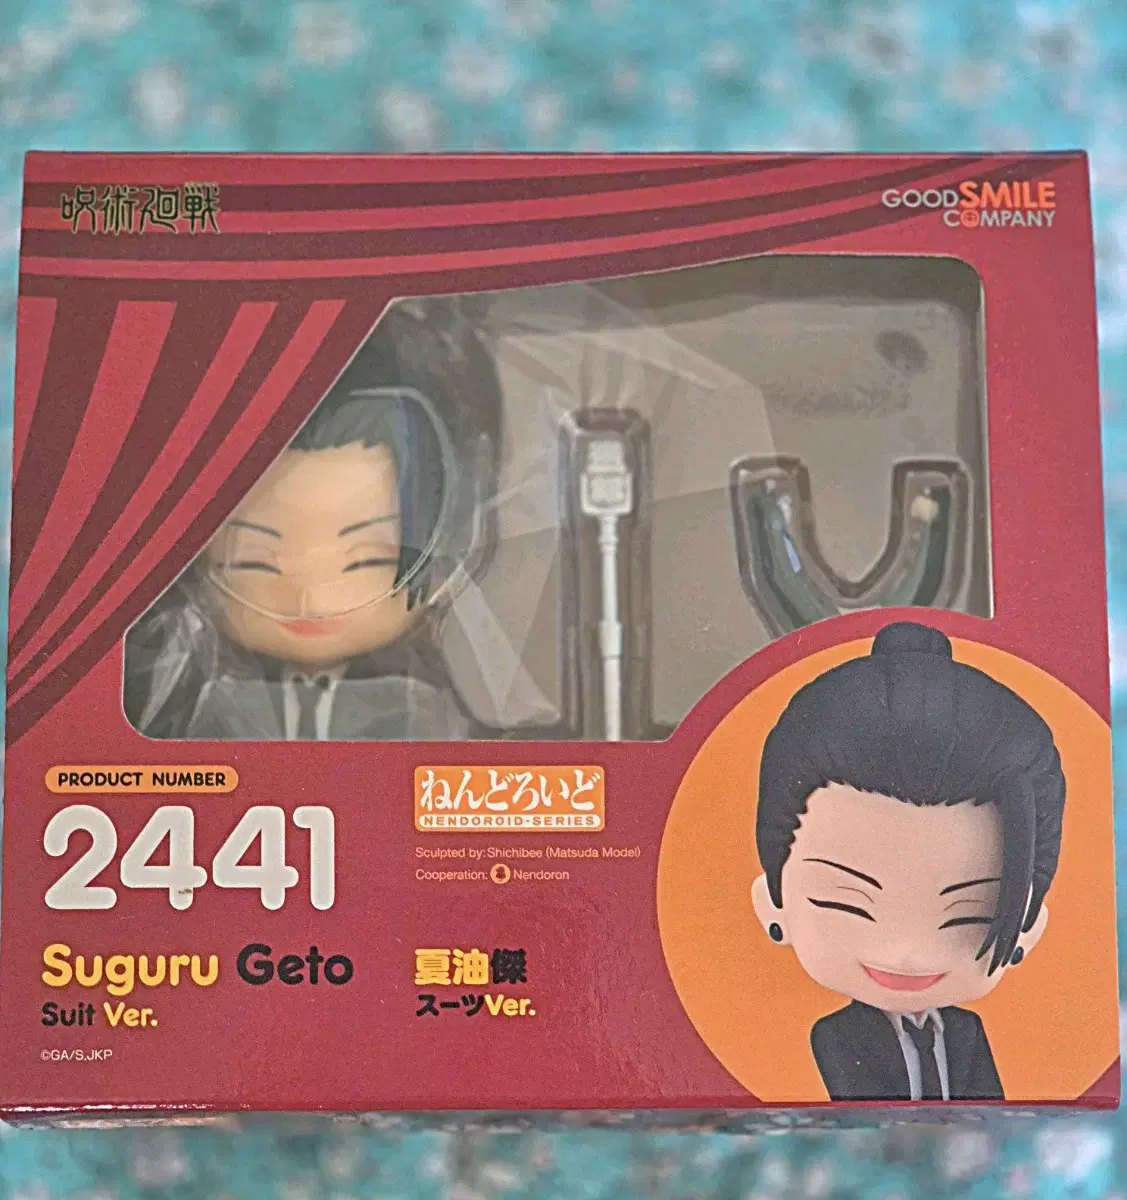 呪術廻戦
GOOD SMILE
COMPANY
PRODUCT NUMBER
2441
ねんどろいど
NENDOROID·SERIES
Sculpted by: Shichibee (Matsuda Model)
Cooperation: Nendoron
Suguru Geto
Suit Ver.
夏油傑
スーツVer.
©GA/S,JKP